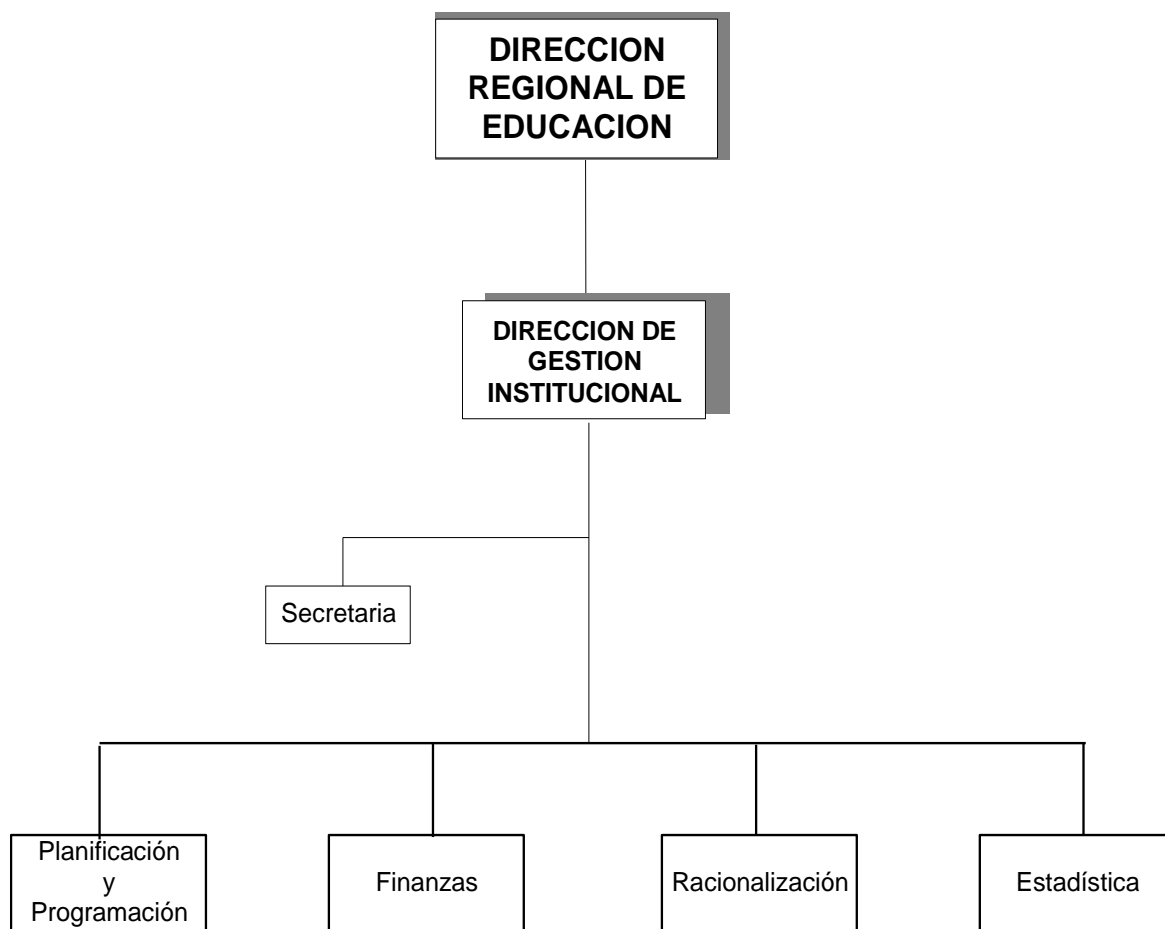 DIRECCION
REGIONAL DE
EDUCACION
DIRECCION DE
GESTION
INSTITUCIONAL
Secretaria
Planificación
y
Programación
Finanzas
Racionalización
Estadística